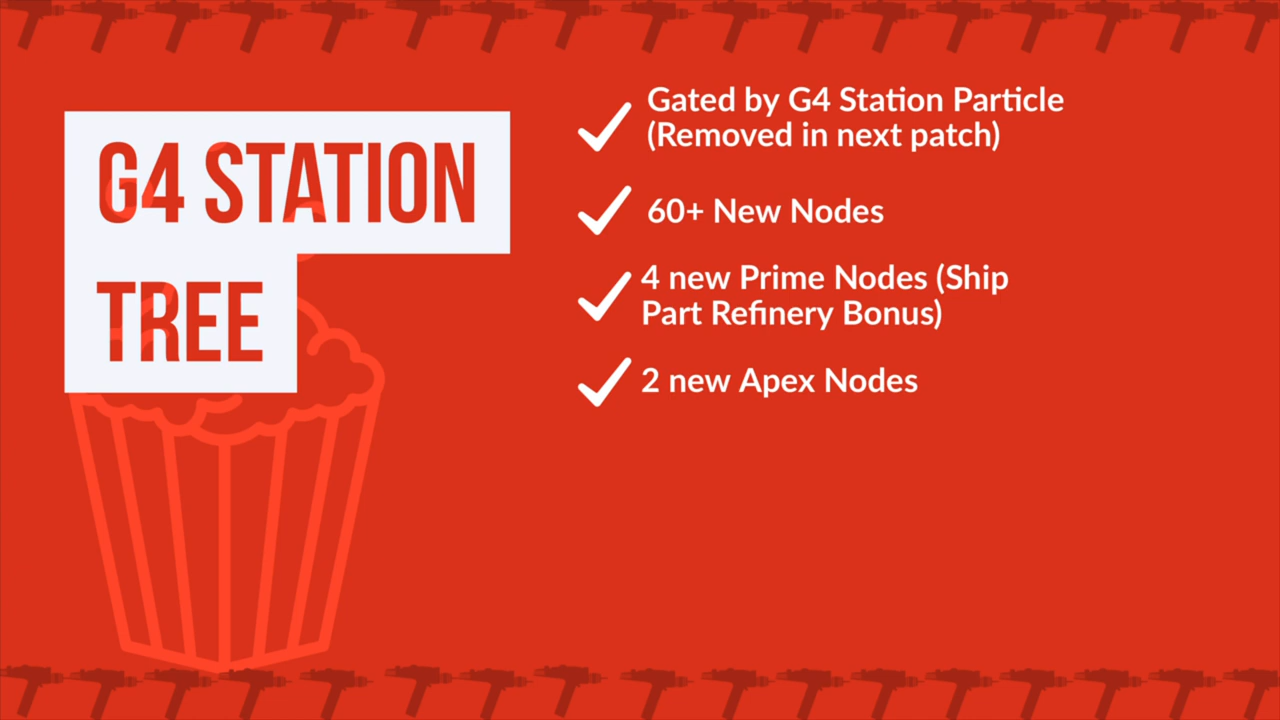 G4 STATION
TREE
Gated by G4 Station Particle
(Removed in next patch)
60+ New Nodes
4 new Prime Nodes (Ship
Part Refinery Bonus)
2 new Apex Nodes